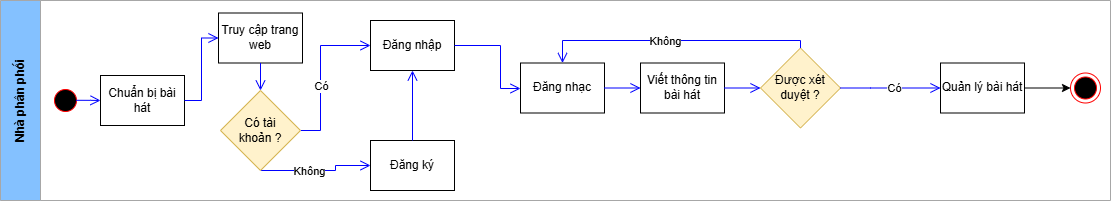 Nhà phân phối
Chuẩn bị bài
hát
Truy cập trang
web
Có tài
khoản ?
Có
Không
Đăng nhập
Đăng ký
Đăng nhạc
Viết thông tin
bài hát
Không
Được xét
duyệt ?
Có
Quản lý bài hát